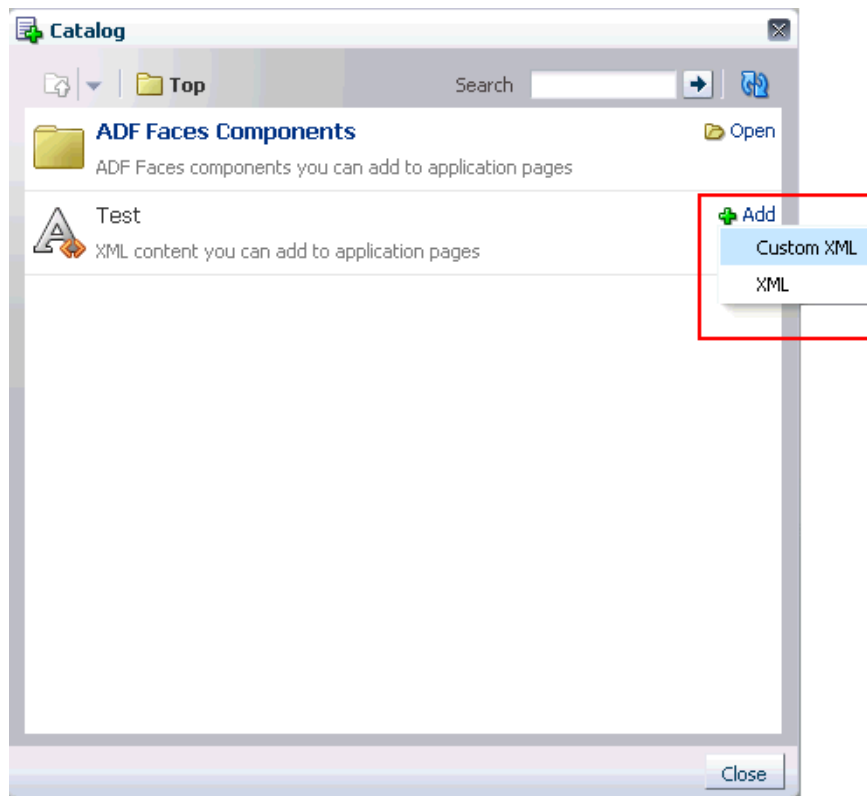 Catalog
Top Search
ADF Faces Components Open
ADF Faces components you can add to application pages
Test Add
XML content you can add to application pages
Custom XML
XML
Close